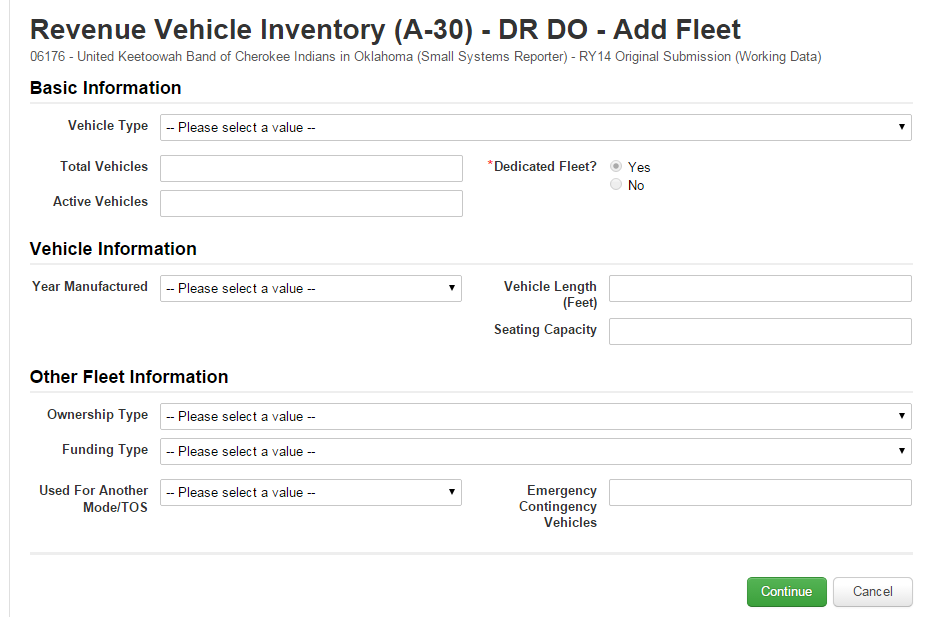 Revenue Vehicle Inventory (A-30) - DR DO - Add Fleet
06176 - United Keetoowah Band of Cherokee Indians in Oklahoma (Small Systems Reporter) - RY14 Original Submission (Working Data)
Basic Information
Vehicle Type -- Please select a value --
Total Vehicles *Dedicated Fleet? Yes
No
Active Vehicles
Vehicle Information
Year Manufactured -- Please select a value --
Vehicle Length
(Feet)
Seating Capacity
Other Fleet Information
Ownership Type -- Please select a value --
Funding Type -- Please select a value --
Used For Another
Mode/TOS
-- Please select a value --
Emergency
Contingency
Vehicles
Continue Cancel